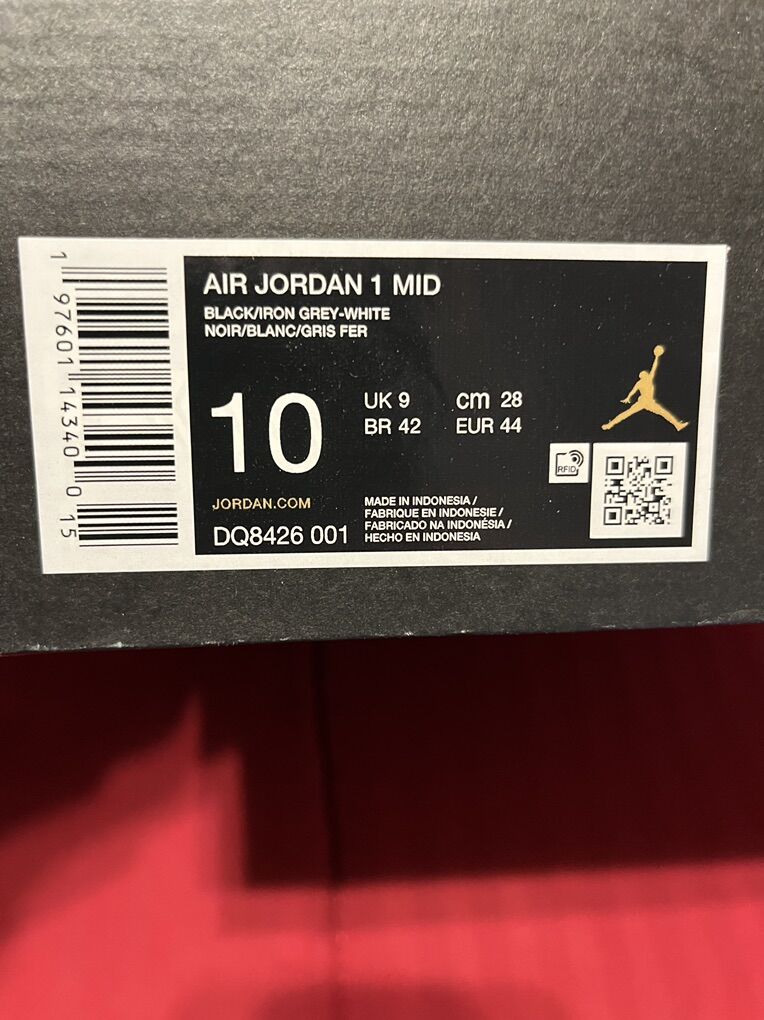 AIR JORDAN 1 MID
BLACK/IRON GREY-WHITE
NOIR/BLANC/GRIS FER
10
UK 9 cm 28
BR 42 EUR 44
RFID
JORDAN.COM
DQ8426 001
MADE IN INDONESIA /
FABRIQUE EN INDONESIE /
FABRICADO NA INDONÉSIA /
HECHO EN INDONESIA
1 97601 14340 0 15